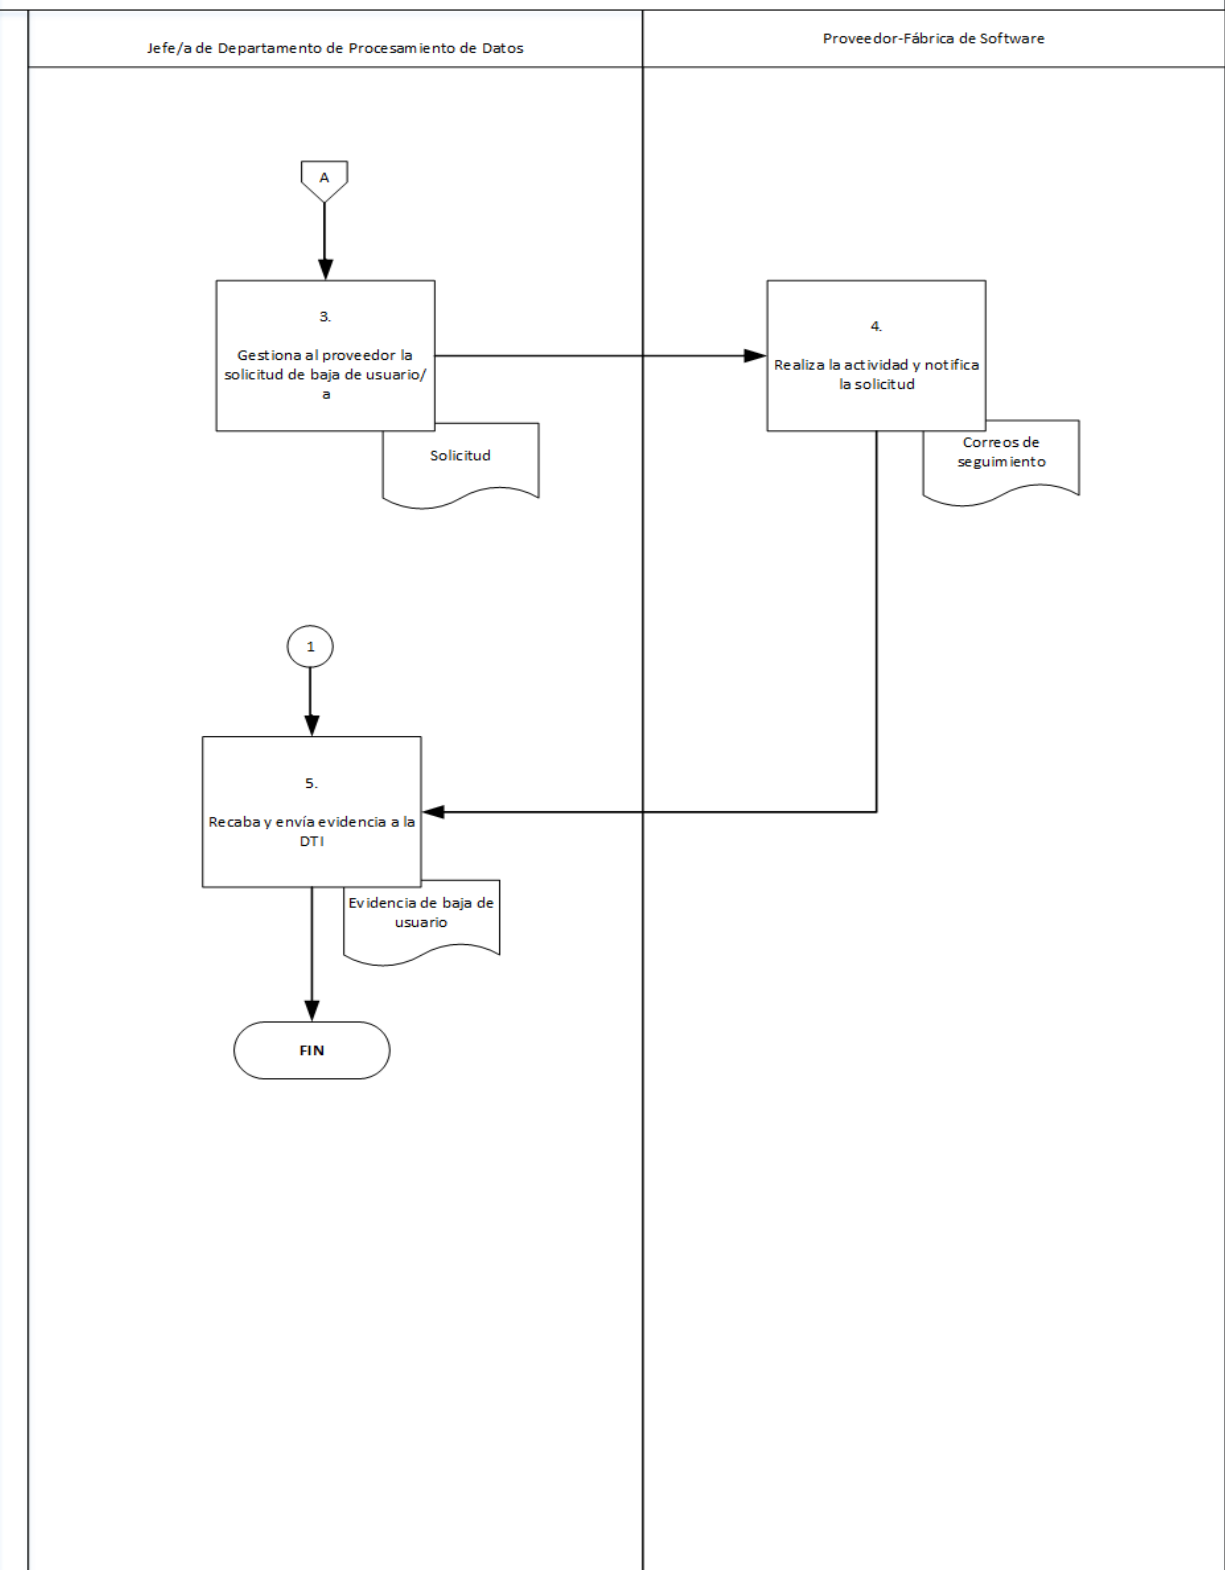 Jefe/a de Departamento de Procesamiento de Datos
Proveedor-Fábrica de Software
A
3.
Gestiona al proveedor la
solicitud de baja de usuario/
a
Solicitud
4.
Realiza la actividad y notifica
la solicitud
Correos de
seguimiento
1
5.
Recaba y envía evidencia a la
DTI
Evidencia de baja de
usuario
FIN